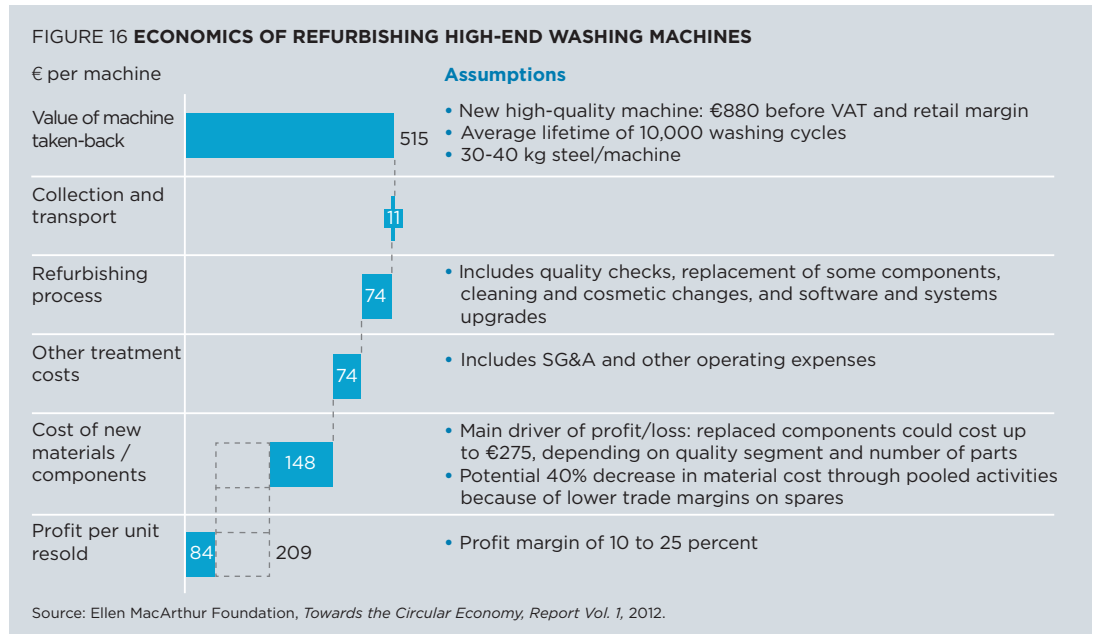 FIGURE 16 ECONOMICS OF REFURBISHING HIGH-END WASHING MACHINES
€ per machine
Assumptions
Value of machine
taken-back
515
• New high-quality machine: €880 before VAT and retail margin
• Average lifetime of 10,000 washing cycles
• 30-40 kg steel/machine
Collection and
transport
11
Refurbishing
process
74
• Includes quality checks, replacement of some components,
cleaning and cosmetic changes, and software and systems
upgrades
Other treatment
costs
74
• Includes SG&A and other operating expenses
Cost of new
materials /
components
148
• Main driver of profit/loss: replaced components could cost up
to €275, depending on quality segment and number of parts
• Potential 40% decrease in material cost through pooled activities
because of lower trade margins on spares
Profit per unit
resold
84
209
• Profit margin of 10 to 25 percent
Source: Ellen MacArthur Foundation, Towards the Circular Economy, Report Vol. 1, 2012.